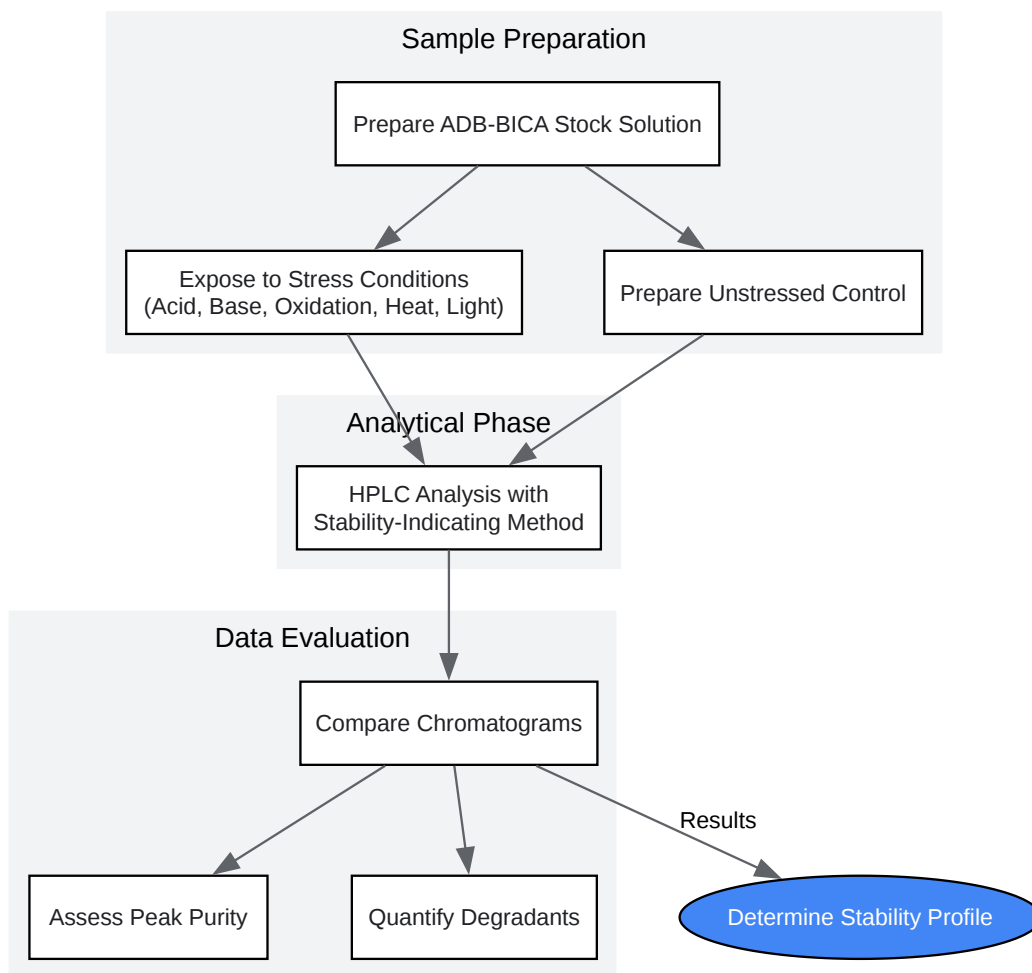 Sample Preparation
Prepare ADB-BICA Stock Solution
Expose to Stress Conditions
(Acid, Base, Oxidation, Heat, Light)
Prepare Unstressed Control
Analytical Phase
HPLC Analysis with
Stability-Indicating Method
Data Evaluation
Compare Chromatograms
Results
Assess Peak Purity
Quantify Degradants
Determine Stability Profile